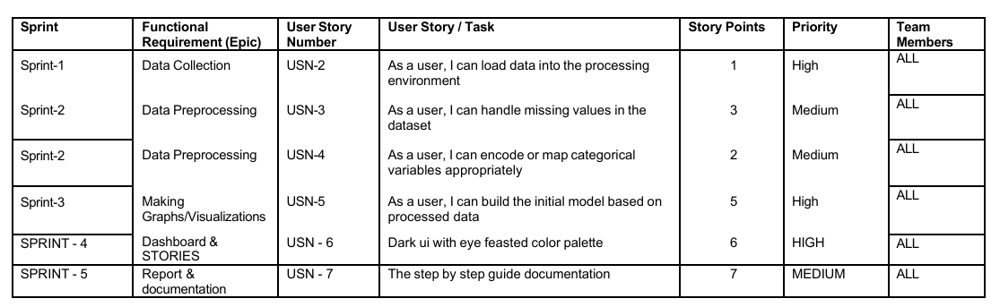 Sprint Functional Requirement (Epic) User Story Number User Story / Task Story Points Priority Team Members
Sprint-1 Data Collection USN-2 As a user, I can load data into the processing environment 1 High ALL
Sprint-2 Data Preprocessing USN-3 As a user, I can handle missing values in the dataset 3 Medium ALL
Sprint-2 Data Preprocessing USN-4 As a user, I can encode or map categorical variables appropriately 2 Medium ALL
Sprint-3 Making Graphs/Visualizations USN-5 As a user, I can build the initial model based on processed data 5 High ALL
SPRINT - 4 Dashboard & STORIES USN - 6 Dark ui with eye feasted color palette 6 HIGH ALL
SPRINT - 5 Report & documentation USN - 7 The step by step guide documentation 7 MEDIUM ALL